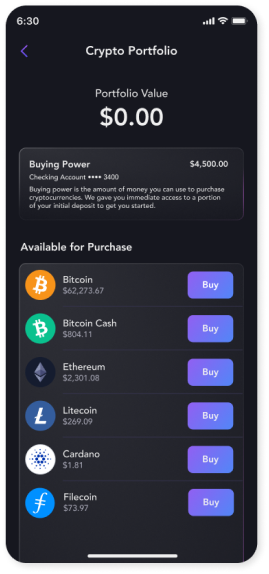 6:30
Crypto Portfolio
Portfolio Value
$0.00
Buying Power $4,500.00
Checking Account •••• 3400
Buying power is the amount of money you can use to purchase
cryptocurrencies. We gave you immediate access to a portion
of your initial deposit to get you started.
Available for Purchase
Bitcoin
$62,273.67
Buy
Bitcoin Cash
$804.11
Buy
Ethereum
$2,301.08
Buy
Litecoin
$269.09
Buy
Cardano
$1.81
Buy
Filecoin
$73.97
Buy